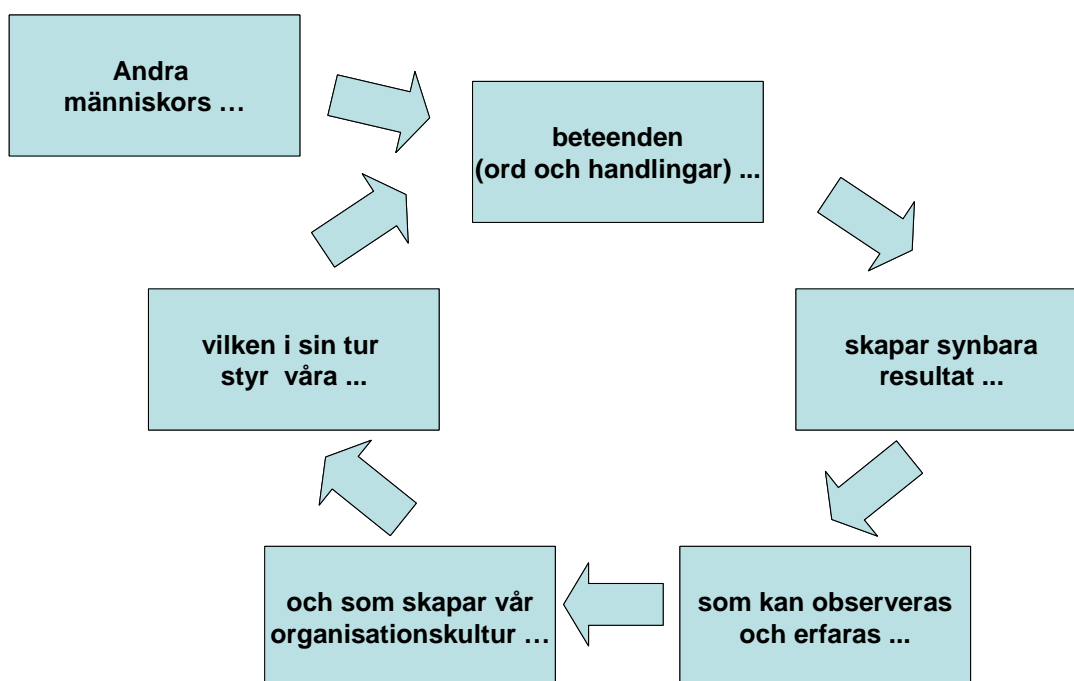 Andra
människors …
beteenden
(ord och handlingar) ...
skapar synbara
resultat ...
som kan observeras
och erfaras ...
och som skapar vår
organisationskultur …
vilken i sin tur
styr  våra ...